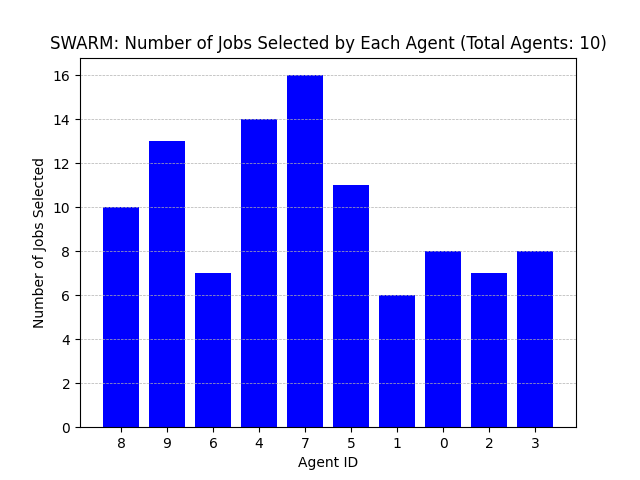 SWARM: Number of Jobs Selected by Each Agent (Total Agents: 10)
Number of Jobs Selected
16
14
12
10
8
6
4
2
0
8 9 6 4 7 5 1 0 2 3
Agent ID